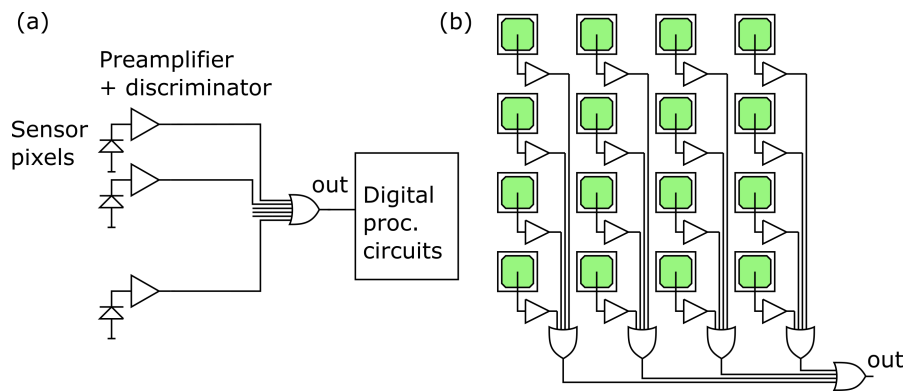 (a)
Preamplifier
+ discriminator
Sensor
pixels
out
Digital
proc.
circuits
(b)
out